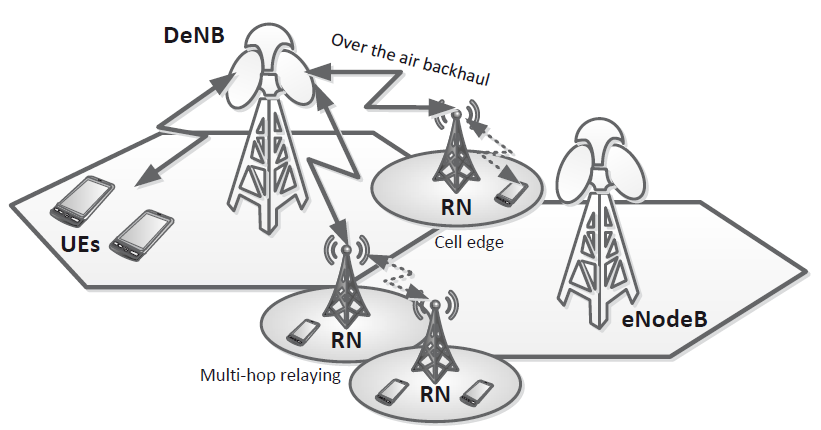 DeNB
Over the air backhaul
UEs
RN
Cell edge
eNodeB
RN
Multi-hop relaying
RN